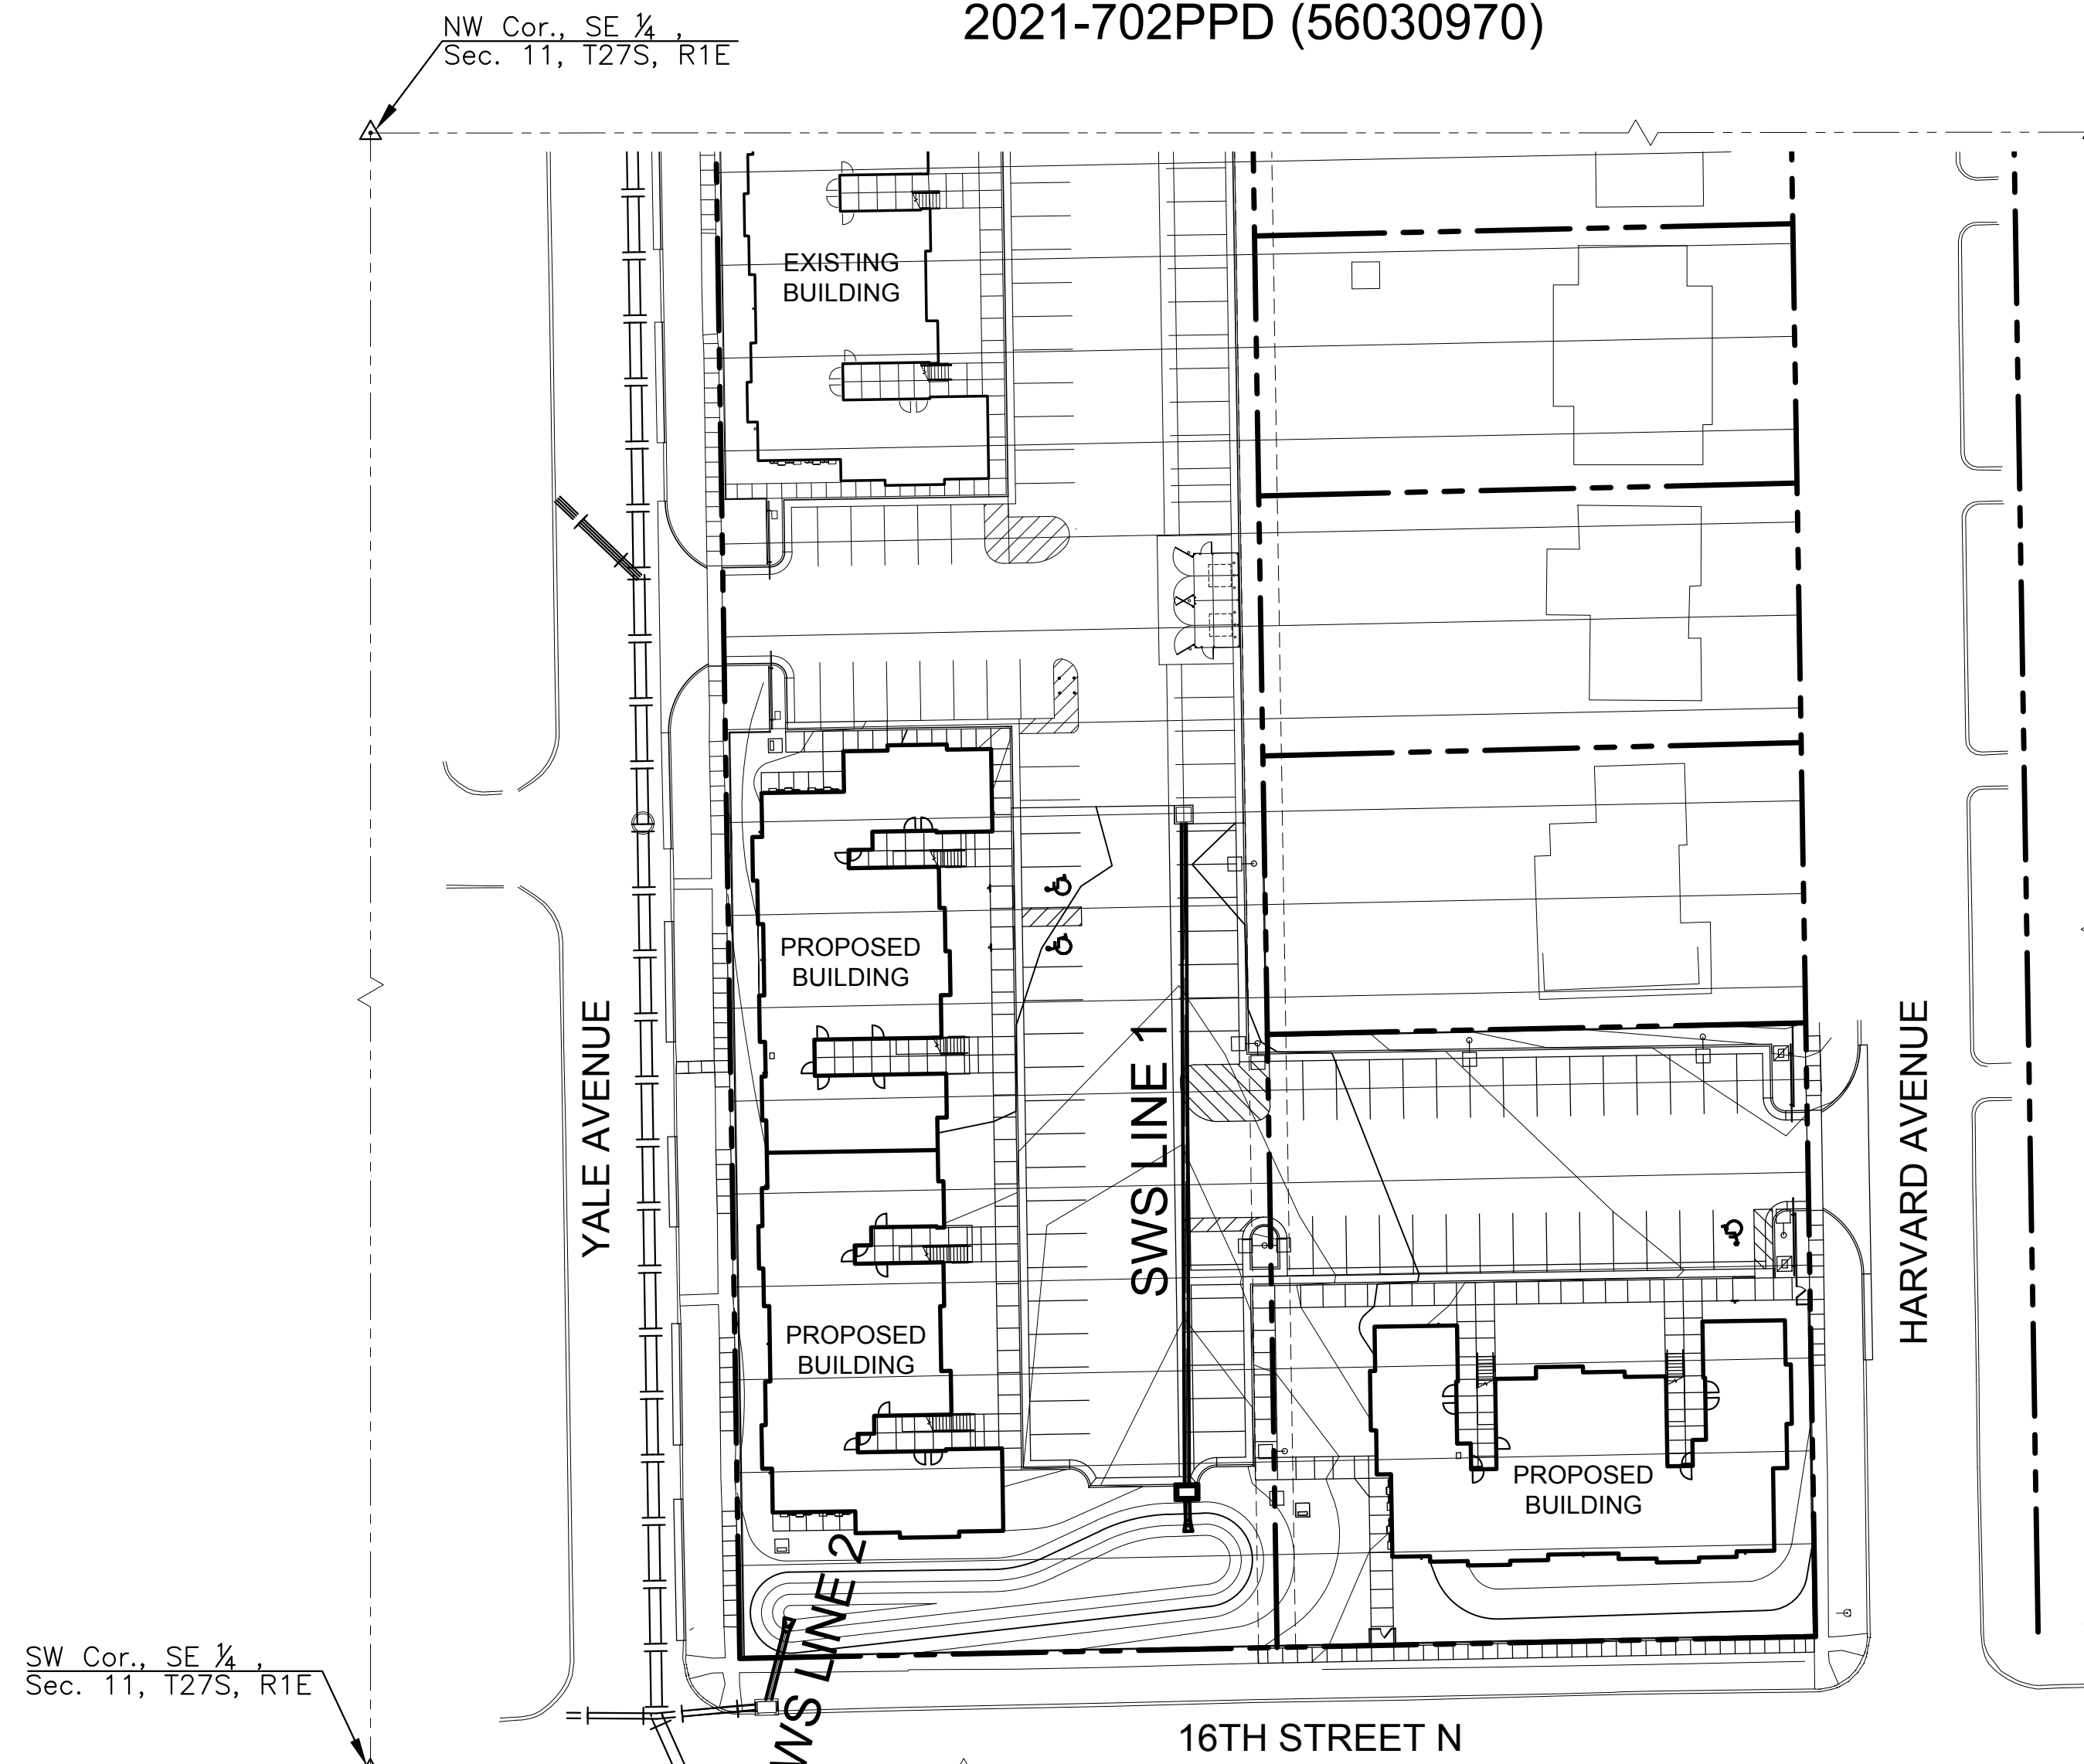 2021-702PPD (56030970)
NW Cor., SE ¼ ,
Sec. 11, T27S, R1E
EXISTING
BUILDING
PROPOSED
BUILDING
YALE AVENUE
SWS LINE 1
HARVARD AVENUE
PROPOSED
BUILDING
PROPOSED
BUILDING
WS LINE 2
SW Cor., SE ¼ ,
Sec. 11, T27S, R1E
16TH STREET N